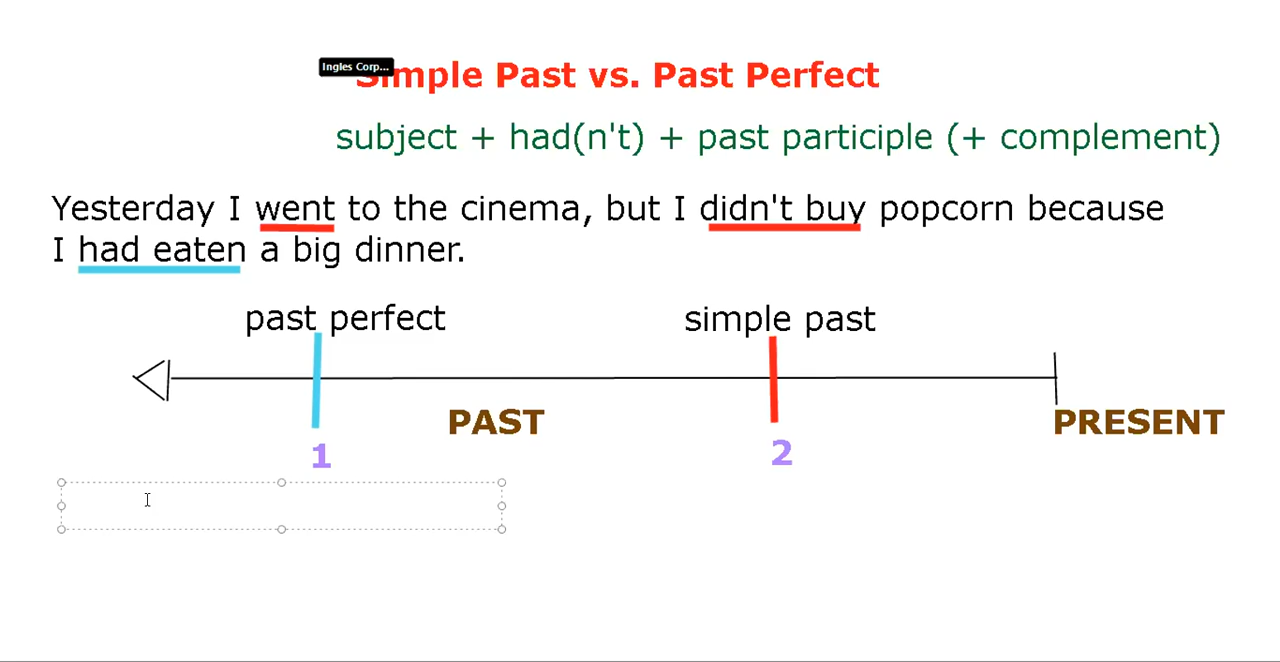 Ingles Corp...
Simple Past vs. Past Perfect
subject + had(n't) + past participle (+ complement)
Yesterday I went to the cinema, but I didn't buy popcorn because
I had eaten a big dinner.
past perfect simple past
PAST PRESENT
1 2